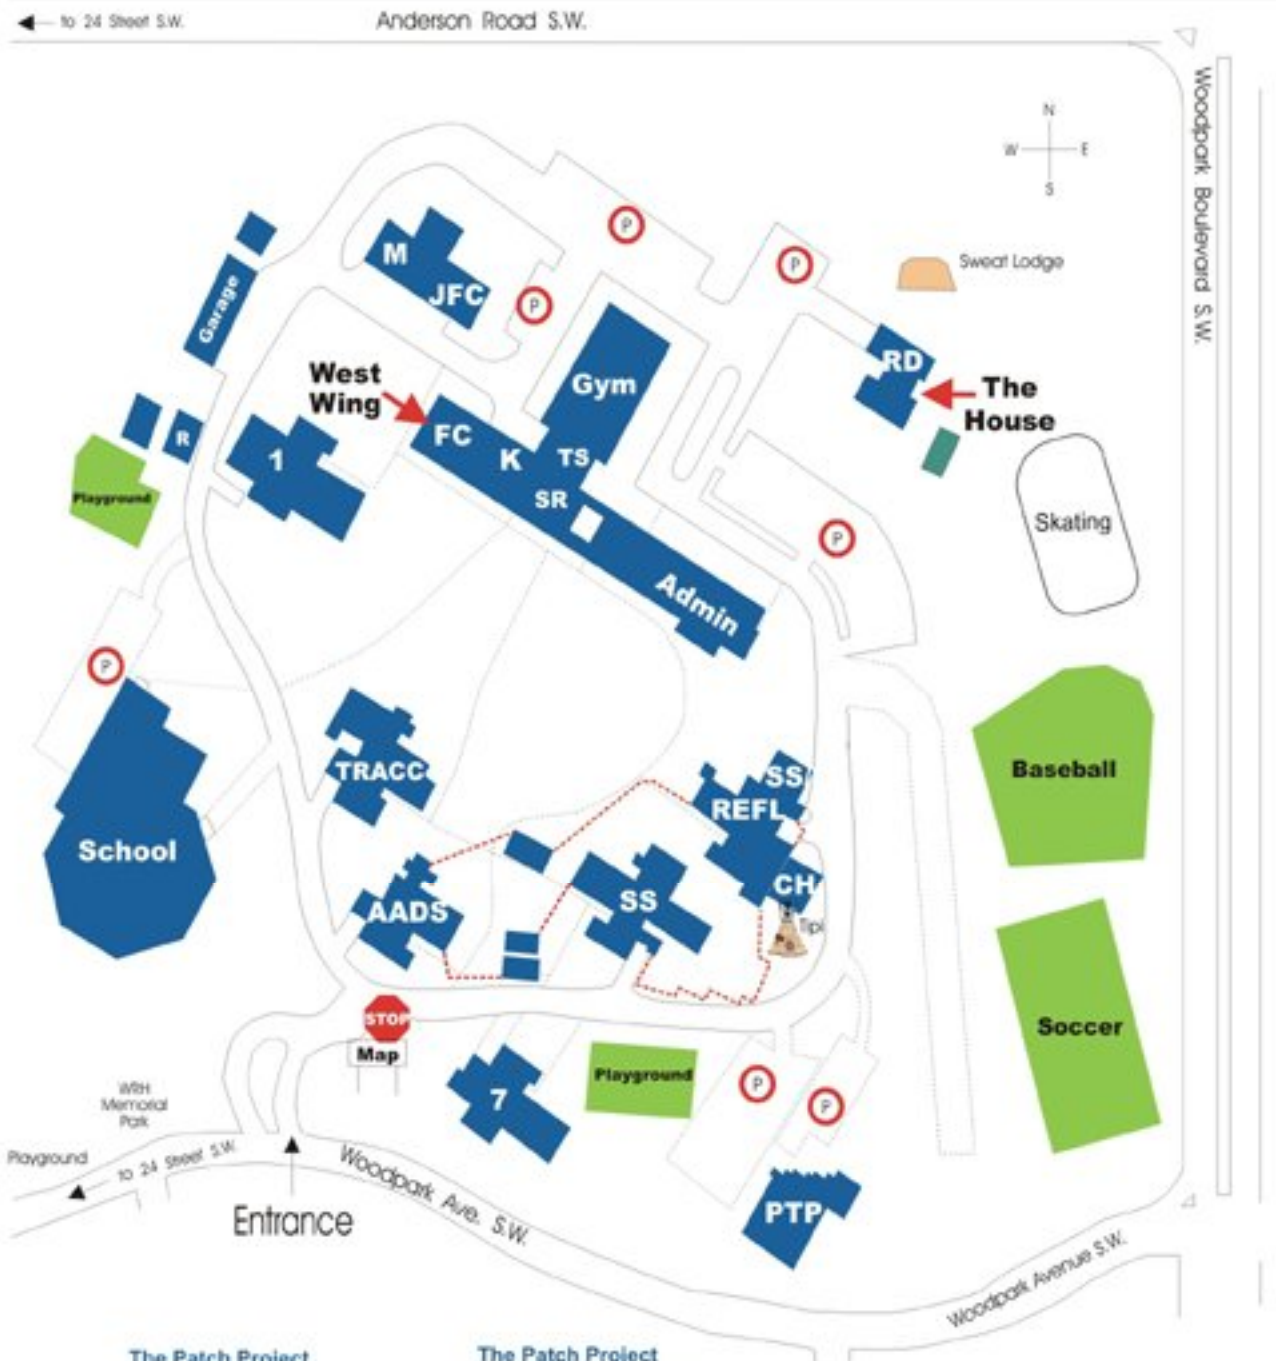 to 24 Street S.W.
Anderson Road S.W.
Woodpark Boulevard S.W.
N
W E
S
P
P
Sweat Lodge
M
JFC
P
Garage
Gym
RD
The
House
West
Wing
FC
K
TS
SR
R
1
Playground
Skating
P
Admin
P
TRACC
Baseball
SS
REFL
School
CH
SS
AADS
Tipi
STOP
Map
Soccer
Playground
7
P
P
WRH
Memorial
Park
Playground
to 24 Street S.W.
Woodpark Ave. S.W.
Entrance
PTP
Woodpark Avenue S.W.
The Patch Project
The Patch Project